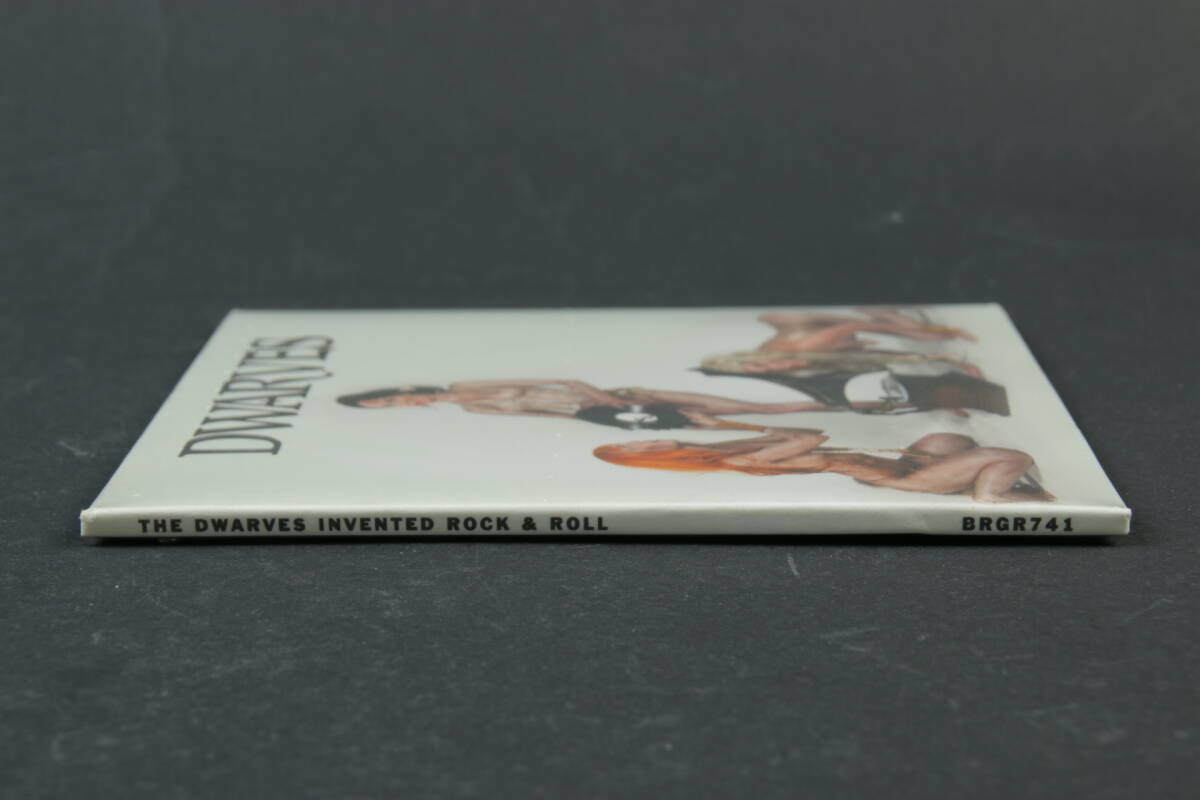 DWARVES
THE DWARVES INVENTED ROCK & ROLL BRGR741